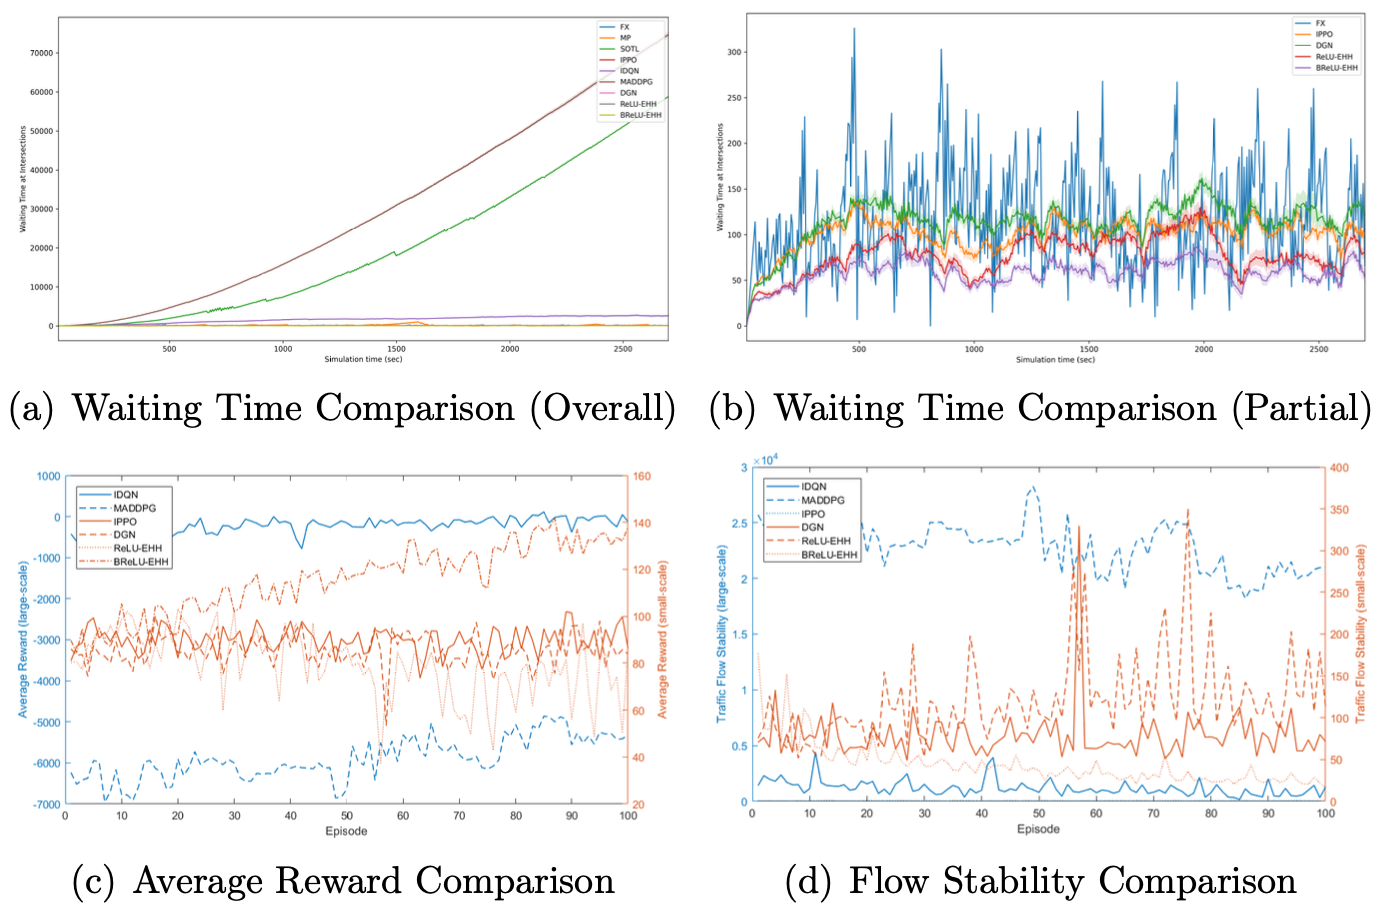 70000
60000
50000
40000
30000
20000
10000
0
Waiting Time at Intersections
500
1000
1500
2000
2500
Simulation time (sec)
FX
MP
SOTL
IPPO
IDQN
MADDPG
DGN
ReLU-EHH
BReLU-EHH
300
250
200
150
100
50
0
Waiting Time at Intersections
500
1000
1500
2000
2500
Simulation time (sec)
FX
IPPO
DGN
ReLU-EHH
BReLU-EHH
(a) Waiting Time Comparison (Overall)
(b) Waiting Time Comparison (Partial)
1000
0
-1000
-2000
-3000
-4000
-5000
-6000
-7000
Average Reward (large-scale)
IDQN
MADDPG
IPPO
DGN
ReLU-EHH
BReLU-EHH
160
140
120
100
80
60
40
20
Average Reward (small-scale)
0
10
20
30
40
50
60
70
80
90
100
Episode
×10⁴
3
2.5
2
1.5
1
0.5
0
Traffic Flow Stability (large-scale)
IDQN
MADDPG
IPPO
DGN
ReLU-EHH
BReLU-EHH
400
350
300
250
200
150
100
50
0
Traffic Flow Stability (small-scale)
0
10
20
30
40
50
60
70
80
90
100
Episode
(c) Average Reward Comparison
(d) Flow Stability Comparison